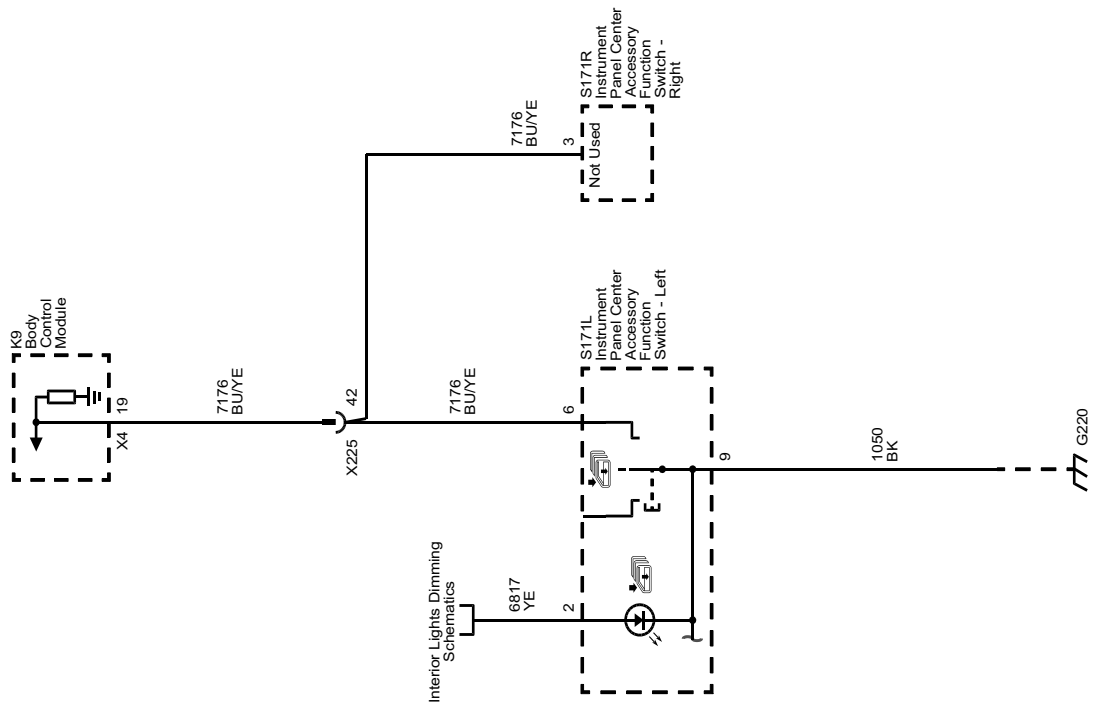 K9
Body
Control
Module
X4
19
7176
BU/YE
X225
42
7176
BU/YE
7176
BU/YE
3
S171R
Instrument
Panel Center
Accessory
Function
Switch -
Right
Not Used
Interior Lights Dimming
Schematics
6817
YE
2
6
S171L
Instrument
Panel Center
Accessory
Function
Switch - Left
9
1050
BK
G220